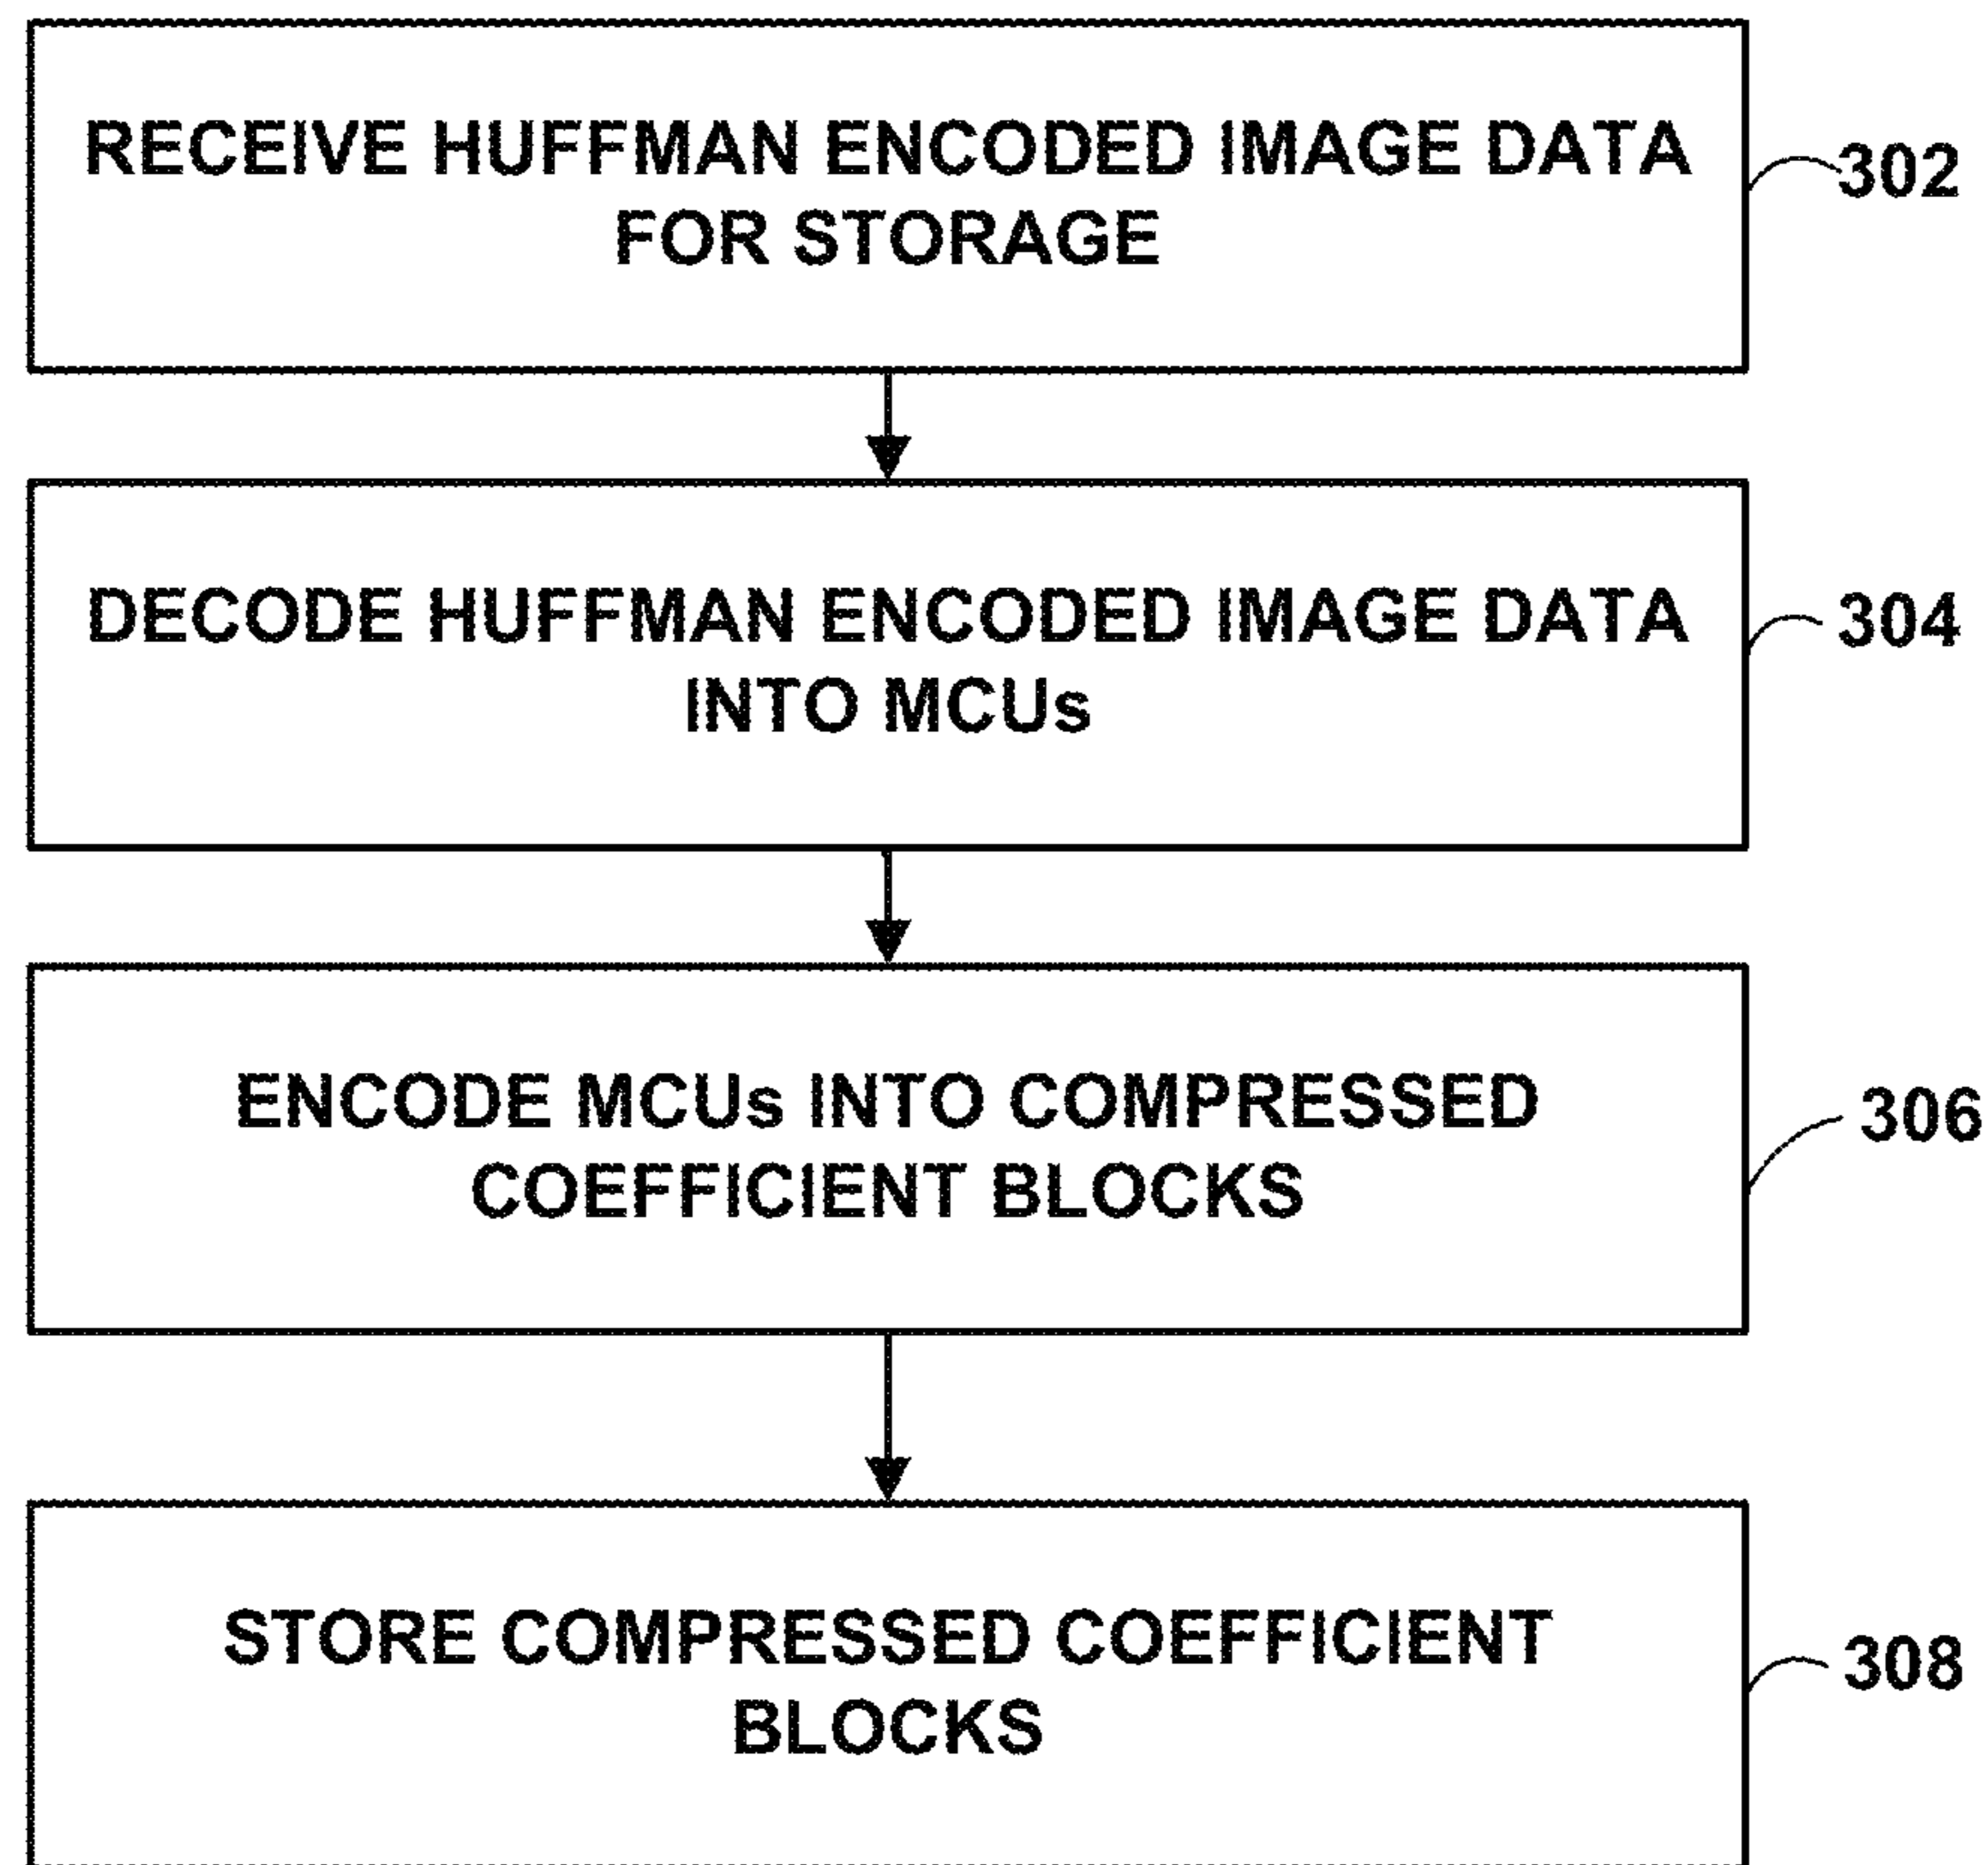 RECEIVE HUFFMAN ENCODED IMAGE DATA
FOR STORAGE
302
DECODE HUFFMAN ENCODED IMAGE DATA
INTO MCUs
304
ENCODE MCUs INTO COMPRESSED
COEFFICIENT BLOCKS
306
STORE COMPRESSED COEFFICIENT
BLOCKS
308